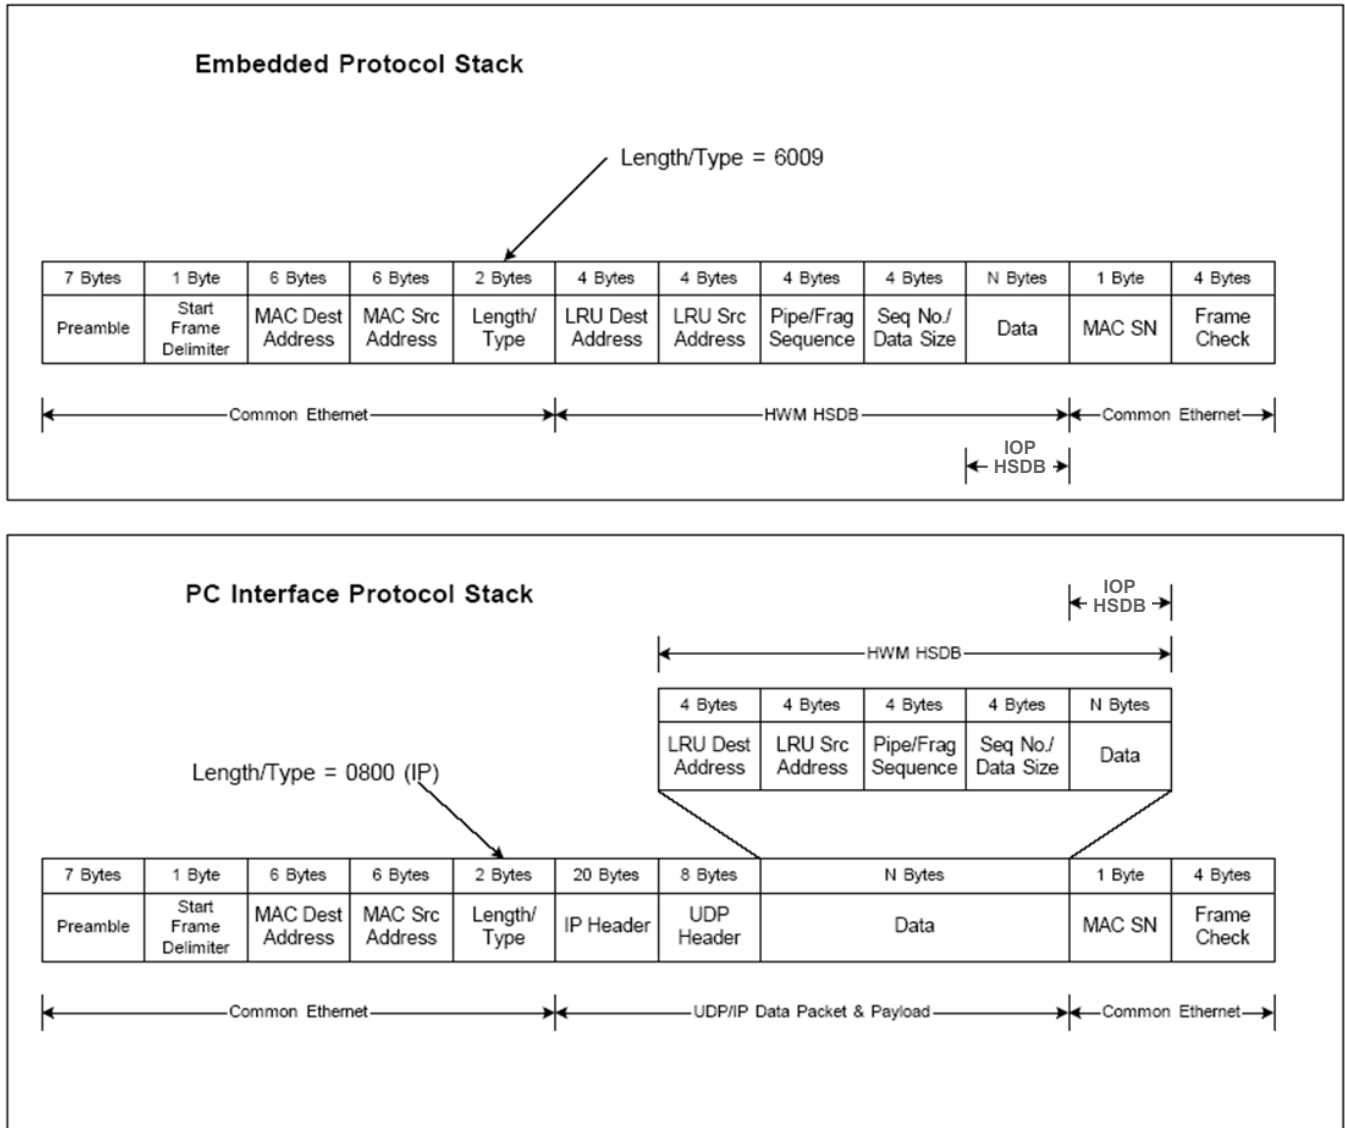 Embedded Protocol Stack
Length/Type = 6009
7 Bytes 1 Byte 6 Bytes 6 Bytes 2 Bytes 4 Bytes 4 Bytes 4 Bytes 4 Bytes N Bytes 1 Byte 4 Bytes
Preamble
Start
Frame
Delimiter
MAC Dest
Address
MAC Src
Address
Length/
Type
LRU Dest
Address
LRU Src
Address
Pipe/Frag
Sequence
Seq No./
Data Size
Data
MAC SN
Frame
Check
Common Ethernet HWM HSDB Common Ethernet
IOP
HSDB
PC Interface Protocol Stack
IOP
HSDB
HWM HSDB
4 Bytes 4 Bytes 4 Bytes 4 Bytes N Bytes
LRU Dest
Address
LRU Src
Address
Pipe/Frag
Sequence
Seq No./
Data Size
Data
Length/Type = 0800 (IP)
7 Bytes 1 Byte 6 Bytes 6 Bytes 2 Bytes 20 Bytes 8 Bytes N Bytes 1 Byte 4 Bytes
Preamble
Start
Frame
Delimiter
MAC Dest
Address
MAC Src
Address
Length/
Type
IP Header
UDP
Header
Data
MAC SN
Frame
Check
Common Ethernet UDP/IP Data Packet & Payload Common Ethernet